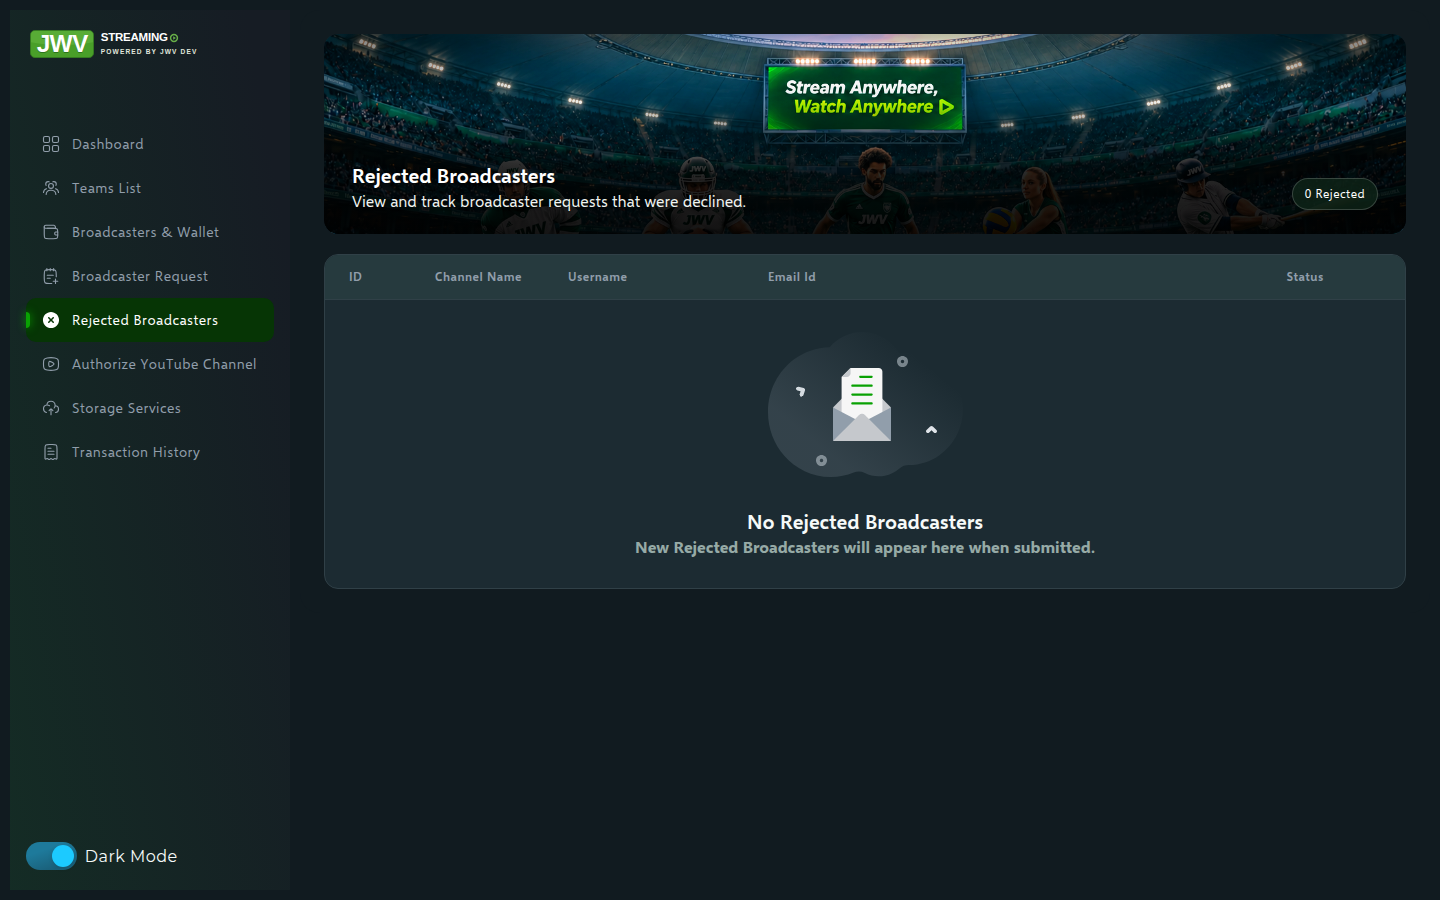 JWV STREAMING
POWERED BY JWV DEV
Dashboard
Teams List
Broadcasters & Wallet
Broadcaster Request
Rejected Broadcasters
Authorize YouTube Channel
Storage Services
Transaction History
Dark Mode
Stream Anywhere,
Watch Anywhere
JWV
JWV
JWV
Rejected Broadcasters
View and track broadcaster requests that were declined.
0 Rejected
ID Channel Name Username Email Id Status
No Rejected Broadcasters
New Rejected Broadcasters will appear here when submitted.